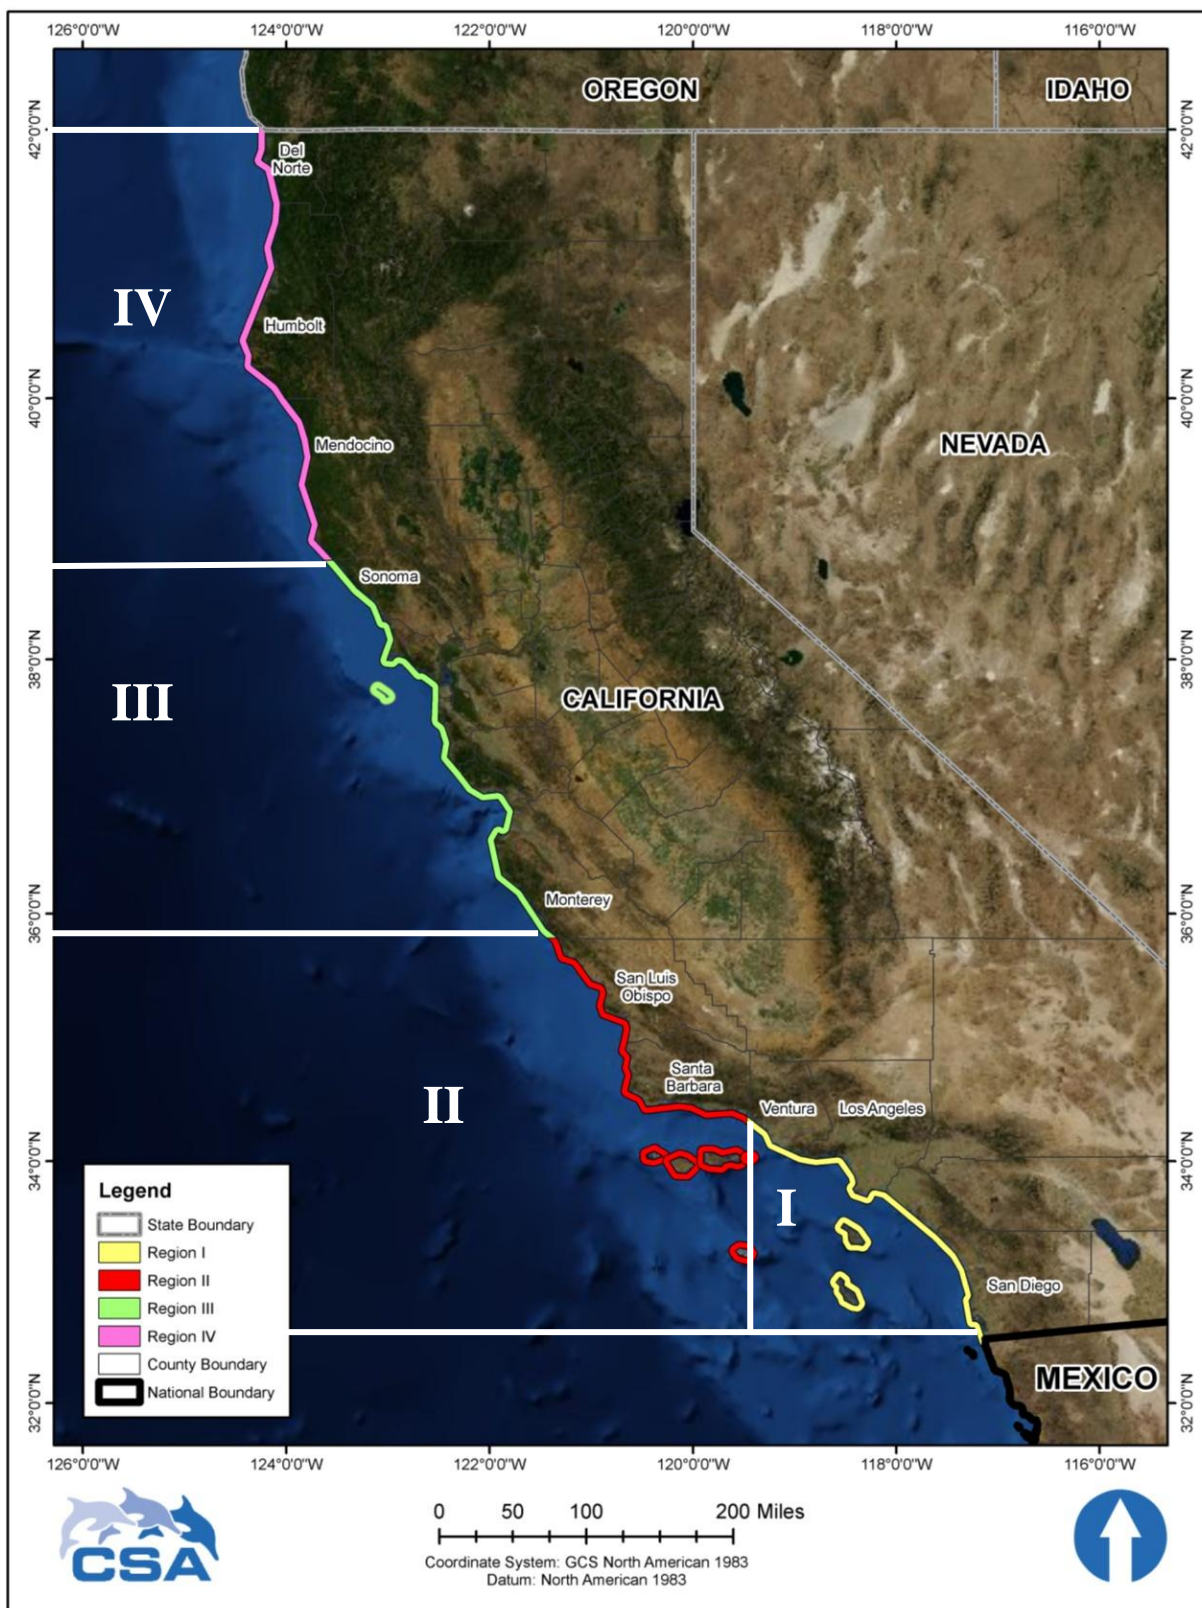 126°0'0"W 124°0'0"W 122°0'0"W 120°0'0"W 118°0'0"W 116°0'0"W
OREGON
IDAHO
42°0'0"N
42°0'0"N
Del
Norte
IV
Humbolt
40°0'0"N
40°0'0"N
Mendocino
NEVADA
Sonoma
38°0'0"N
38°0'0"N
III
CALIFORNIA
Monterey
36°0'0"N
36°0'0"N
San Luis
Obispo
Santa
Barbara
II
Ventura
Los Angeles
34°0'0"N
34°0'0"N
I
San Diego
Legend
State Boundary
Region I
Region II
Region III
Region IV
County Boundary
National Boundary
MEXICO
32°0'0"N
32°0'0"N
126°0'0"W 124°0'0"W 122°0'0"W 120°0'0"W 118°0'0"W 116°0'0"W
CSA
0 50 100 200 Miles
Coordinate System: GCS North American 1983
Datum: North American 1983